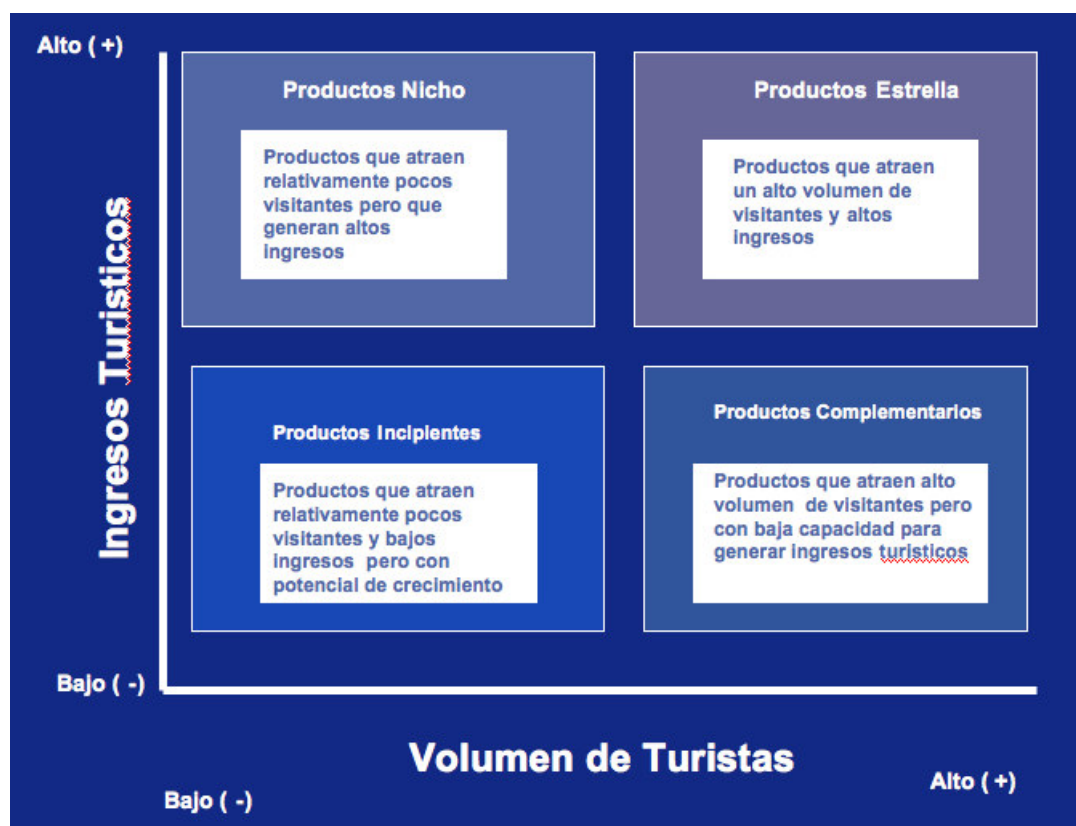 Alto ( +)
Productos Nicho
Productos que atraen
relativamente pocos
visitantes pero que
generan altos
ingresos
Productos Estrella
Productos que atraen
un alto volumen de
visitantes y altos
ingresos
Ingresos Turisticos
Productos Incipientes
Productos que atraen
relativamente pocos
visitantes y bajos
ingresos pero con
potencial de crecimiento
Productos Complementarios
Productos que atraen alto
volumen de visitantes pero
con baja capacidad para
generar ingresos turisticos
Bajo ( -)
Volumen de Turistas
Bajo ( -)
Alto ( +)